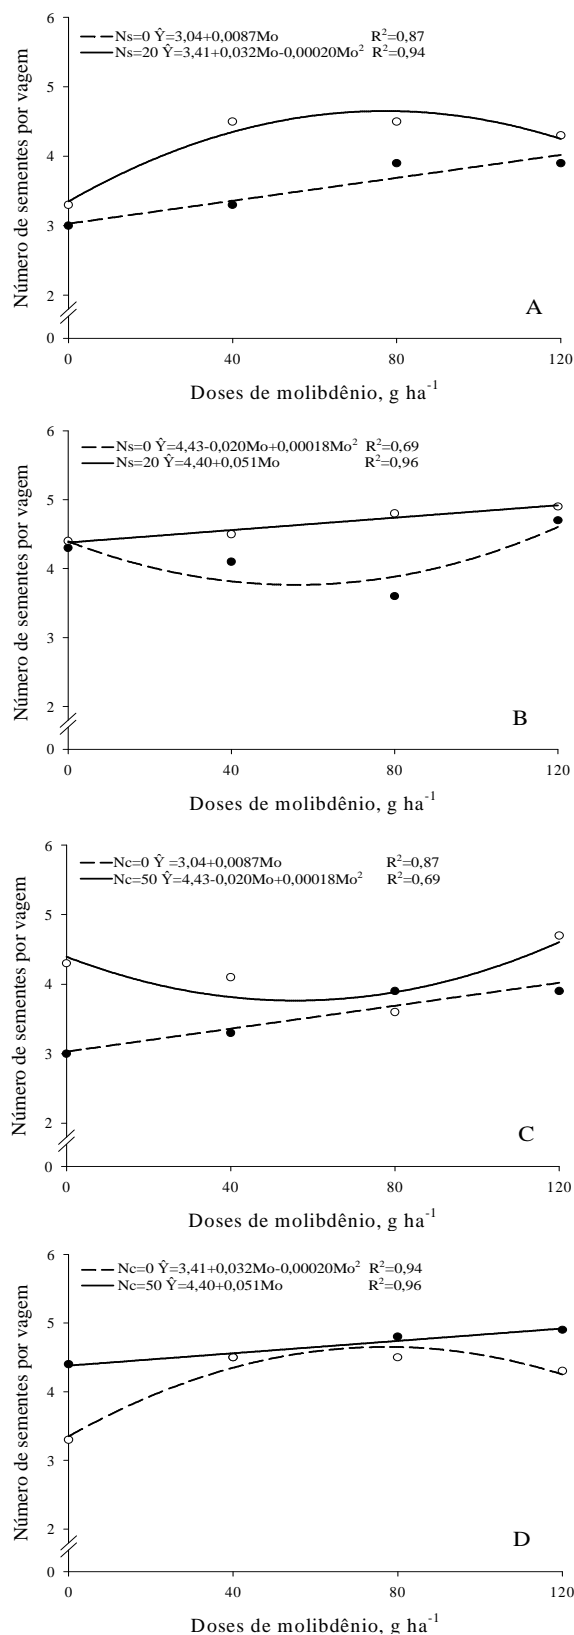 6
Ns=0 Ŷ=3,04+0,0087Mo R²=0,87
Ns=20 Ŷ=3,41+0,032Mo-0,00020Mo² R²=0,94
5
4
3
2
0
Número de sementes por vagem
A
0 40 80 120
Doses de molibdênio, g ha⁻¹
6
Ns=0 Ŷ=4,43-0,020Mo+0,00018Mo² R²=0,69
Ns=20 Ŷ=4,40+0,051Mo R²=0,96
5
4
3
2
0
Número de sementes por vagem
B
0 40 80 120
Doses de molibdênio, g ha⁻¹
6
Nc=0 Ŷ =3,04+0,0087Mo R²=0,87
Nc=50 Ŷ=4,43-0,020Mo+0,00018Mo² R²=0,69
5
4
3
2
0
Número de sementes por vagem
C
0 40 80 120
Doses de molibdênio, g ha⁻¹
6
Nc=0 Ŷ=3,41+0,032Mo-0,00020Mo² R²=0,94
Nc=50 Ŷ=4,40+0,051Mo R²=0,96
5
4
3
2
0
Número de sementes por vagem
D
0 40 80 120
Doses de molibdênio, g ha⁻¹